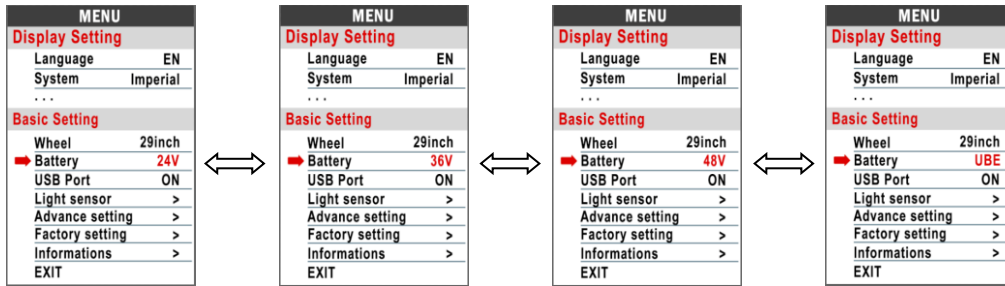 MENU
Display Setting
Language EN
System Imperial
. . .
Basic Setting
Wheel 29inch
Battery 24V
USB Port ON
Light sensor >
Advance setting >
Factory setting >
Informations >
EXIT
MENU
Display Setting
Language EN
System Imperial
. . .
Basic Setting
Wheel 29inch
Battery 36V
USB Port ON
Light sensor >
Advance setting >
Factory setting >
Informations >
EXIT
MENU
Display Setting
Language EN
System Imperial
. . .
Basic Setting
Wheel 29inch
Battery 48V
USB Port ON
Light sensor >
Advance setting >
Factory setting >
Informations >
EXIT
MENU
Display Setting
Language EN
System Imperial
. . .
Basic Setting
Wheel 29inch
Battery UBE
USB Port ON
Light sensor >
Advance setting >
Factory setting >
Informations >
EXIT